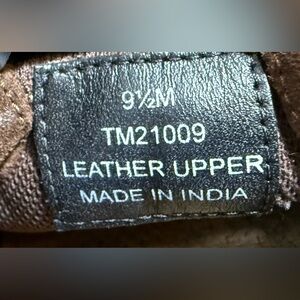 9½M
TM21009
LEATHER UPPER
MADE IN INDIA